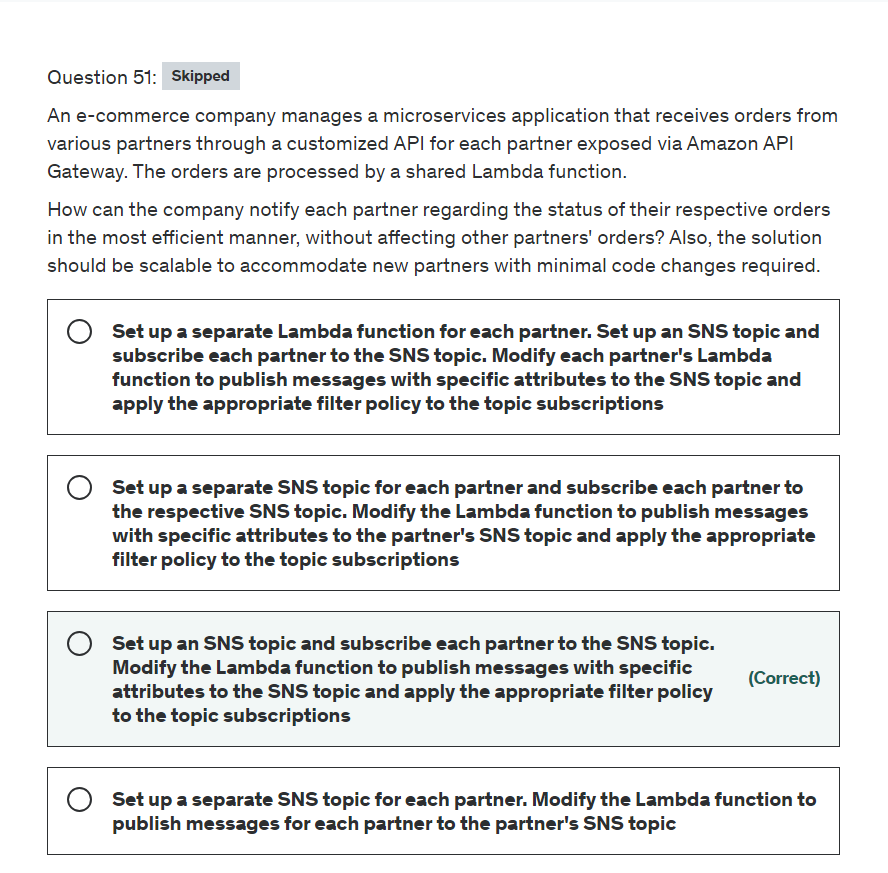 Question 51: Skipped
An e-commerce company manages a microservices application that receives orders from
various partners through a customized API for each partner exposed via Amazon API
Gateway. The orders are processed by a shared Lambda function.
How can the company notify each partner regarding the status of their respective orders
in the most efficient manner, without affecting other partners' orders? Also, the solution
should be scalable to accommodate new partners with minimal code changes required.
Set up a separate Lambda function for each partner. Set up an SNS topic and
subscribe each partner to the SNS topic. Modify each partner's Lambda
function to publish messages with specific attributes to the SNS topic and
apply the appropriate filter policy to the topic subscriptions
Set up a separate SNS topic for each partner and subscribe each partner to
the respective SNS topic. Modify the Lambda function to publish messages
with specific attributes to the partner's SNS topic and apply the appropriate
filter policy to the topic subscriptions
Set up an SNS topic and subscribe each partner to the SNS topic.
Modify the Lambda function to publish messages with specific
attributes to the SNS topic and apply the appropriate filter policy
to the topic subscriptions
(Correct)
Set up a separate SNS topic for each partner. Modify the Lambda function to
publish messages for each partner to the partner's SNS topic